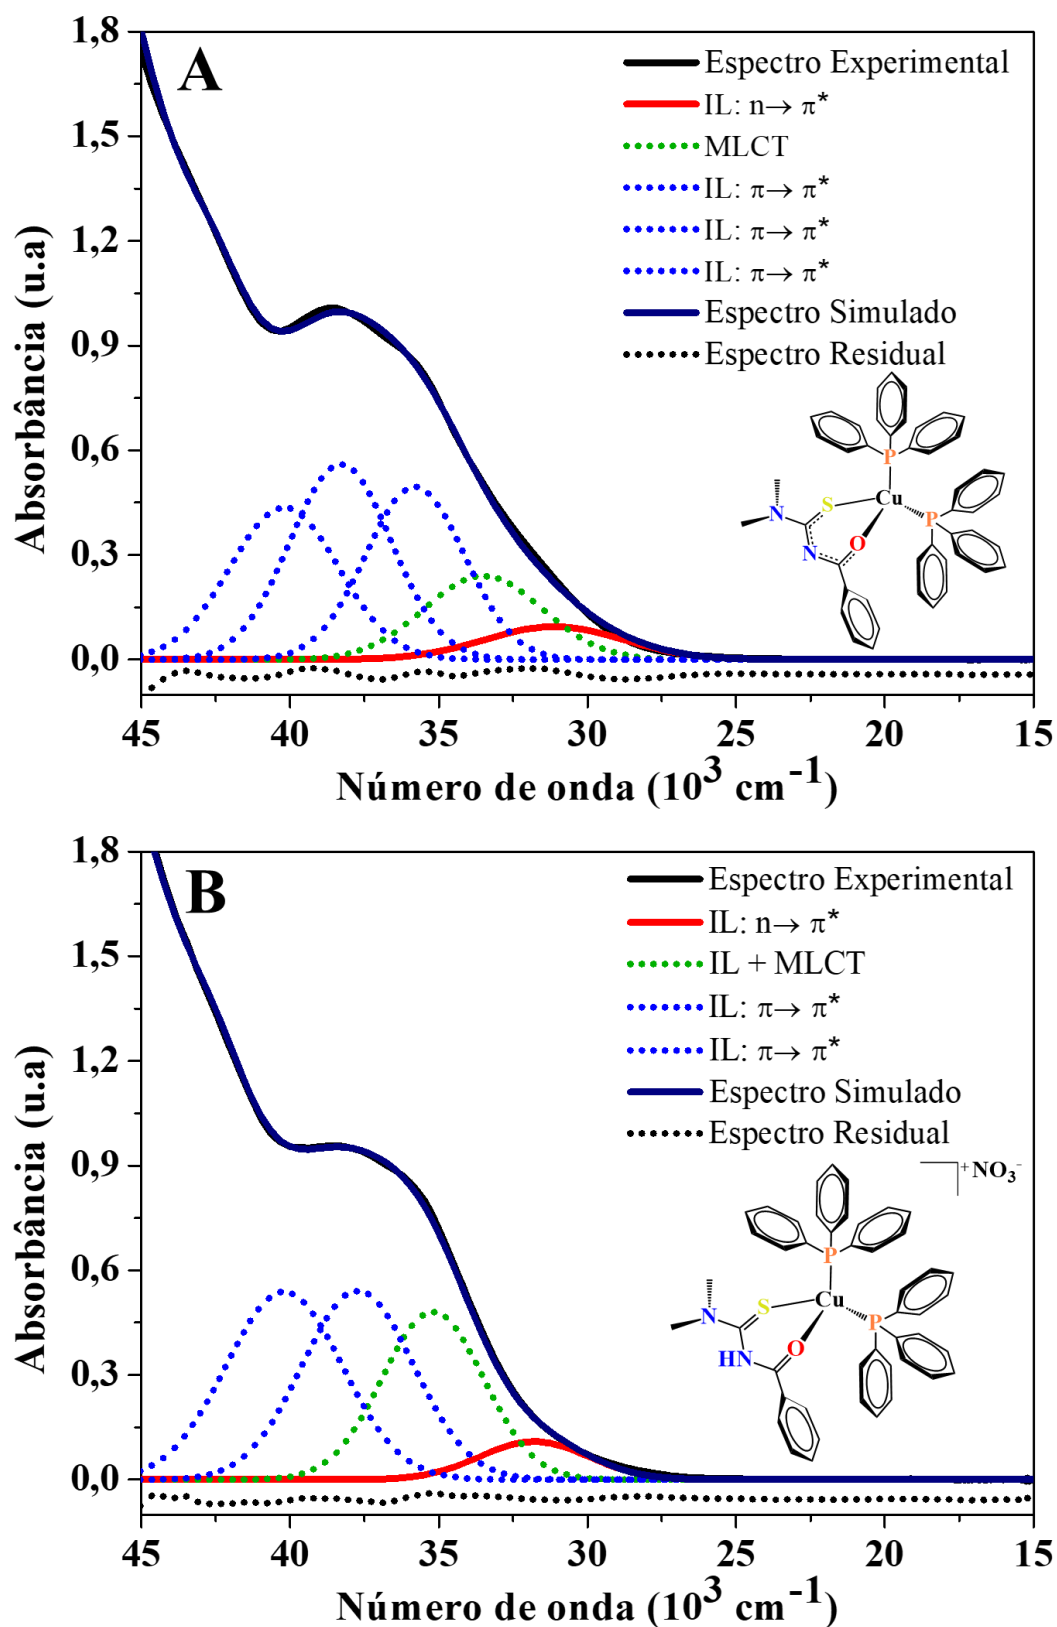 A
Espectro Experimental
IL: n→ π*
MLCT
IL: π→ π*
IL: π→ π*
IL: π→ π*
Espectro Simulado
Espectro Residual
Absorbância (u.a)
1,8
1,5
1,2
0,9
0,6
0,3
0,0
P
Cu
S
P
N
O
N
45 40 35 30 25 20 15
Número de onda (10³ cm⁻¹)
B
Espectro Experimental
IL: n→ π*
IL + MLCT
IL: π→ π*
IL: π→ π*
Espectro Simulado
Espectro Residual
Absorbância (u.a)
1,8
1,5
1,2
0,9
0,6
0,3
0,0
+ NO₃⁻
P
Cu
S
P
N
O
HN
45 40 35 30 25 20 15
Número de onda (10³ cm⁻¹)